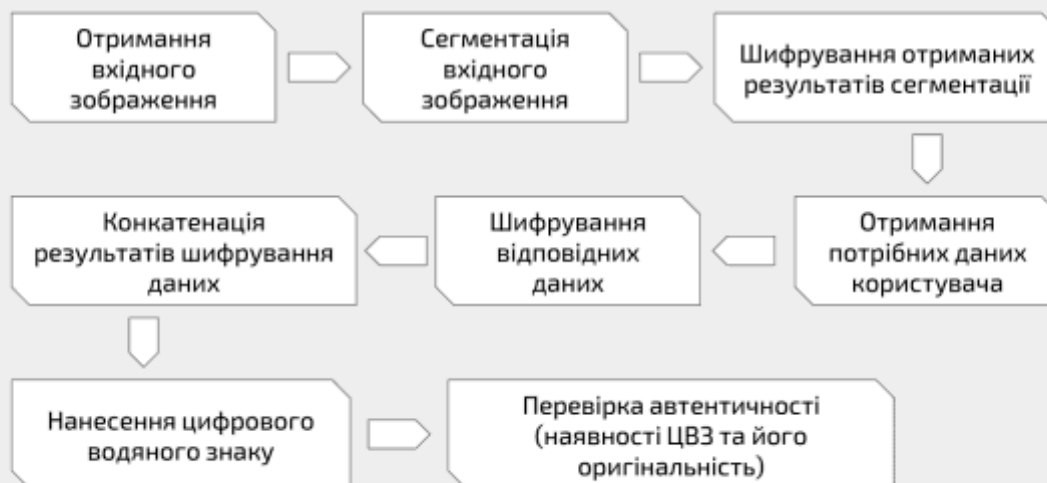 Отримання
вхідного
зображення
Сегментація
вхідного
зображення
Шифрування отриманих
результатів сегментації
Отримання
потрібних даних
користувача
Шифрування
відповідних
даних
Конкатенація
результатів шифрування
даних
Нанесення цифрового
водяного знаку
Перевірка автентичності
(наявності ЦВЗ та його
оригінальність)